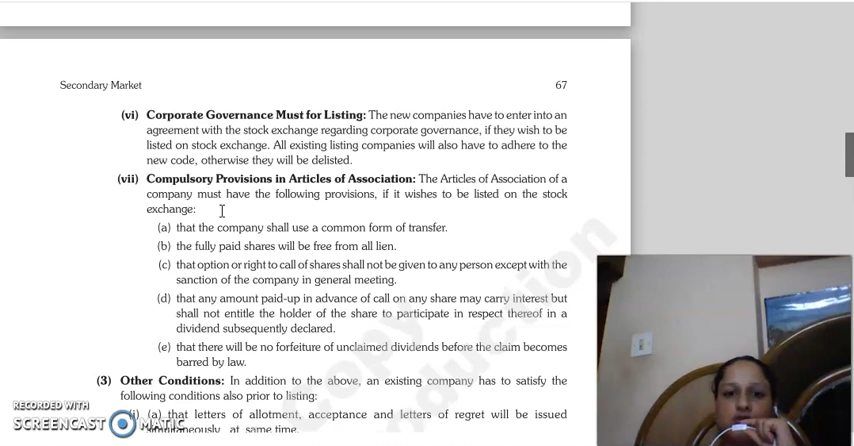 Secondary Market 67
(vi) Corporate Governance Must for Listing: The new companies have to enter into an
agreement with the stock exchange regarding corporate governance, if they wish to be
listed on stock exchange. All existing listing companies will also have to adhere to the
new code, otherwise they will be delisted.
(vii) Compulsory Provisions in Articles of Association: The Articles of Association of a
company must have the following provisions, if it wishes to be listed on the stock
exchange:
(a) that the company shall use a common form of transfer.
(b) the fully paid shares will be free from all lien.
(c) that option or right to call of shares shall not be given to any person except with the
sanction of the company in general meeting.
(d) that any amount paid-up in advance of call on any share may carry interest but
shall not entitle the holder of the share to participate in respect thereof in a
dividend subsequently declared.
(e) that there will be no forfeiture of unclaimed dividends before the claim becomes
barred by law.
(3) Other Conditions: In addition to the above, an existing company has to satisfy the
following conditions also prior to listing:
(i) (a) that letters of allotment, acceptance and letters of regret will be issued
simultaneously at same time.
RECORDED WITH
SCREENCAST MATIC
Copy